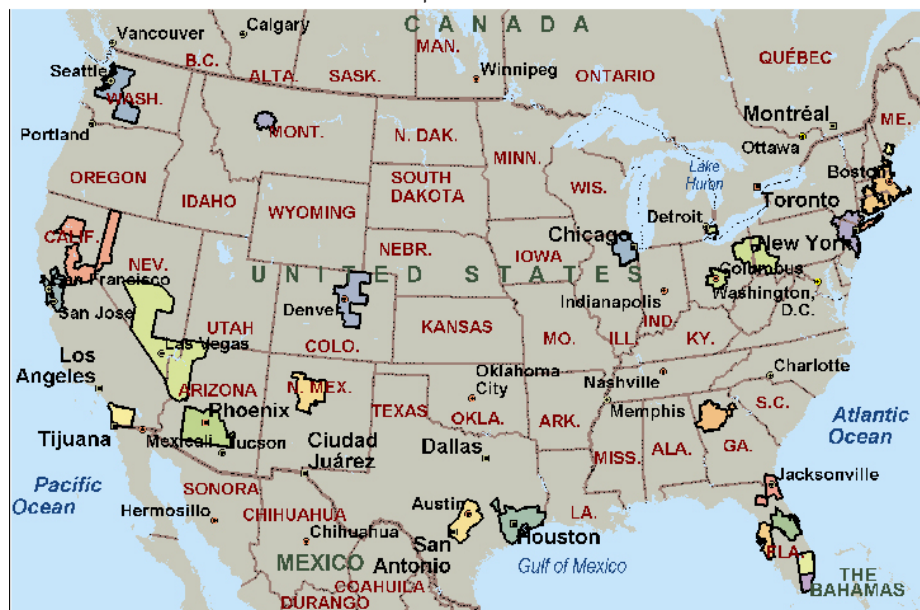 CANADA
Calgary
Vancouver
B.C.
ALTA.
SASK.
MAN.
Winnipeg
ONTARIO
QUÉBEC
Seattle
WASH.
Portland
MONT.
N. DAK.
MINN.
Montréal
Ottawa
ME.
OREGON
IDAHO
WYOMING
SOUTH
DAKOTA
WIS.
Lake
Huron
Boston
Toronto
Detroit
CALIF.
NEV.
NEBR.
IOWA
Chicago
New York
UNITED STATES
San Francisco
San Jose
UTAH
Denver
COLO.
KANSAS
MO.
ILL.
IND.
Indianapolis
Columbus
Washington,
D.C.
KY.
Los
Angeles
Las Vegas
ARIZONA
N. MEX.
TEXAS
Oklahoma
City
OKLA.
ARK.
Nashville
Memphis
Charlotte
S.C.
Phoenix
Tijuana
Mexicali
Tucson
Ciudad
Juárez
Dallas
MISS.
ALA.
GA.
Atlantic
Ocean
Pacific
Ocean
SONORA
Hermosillo
CHIHUAHUA
Chihuahua
Austin
San
Antonio
LA.
Houston
Jacksonville
FLA.
MEXICO
COAHUILA
DURANGO
Gulf of Mexico
THE
BAHAMAS